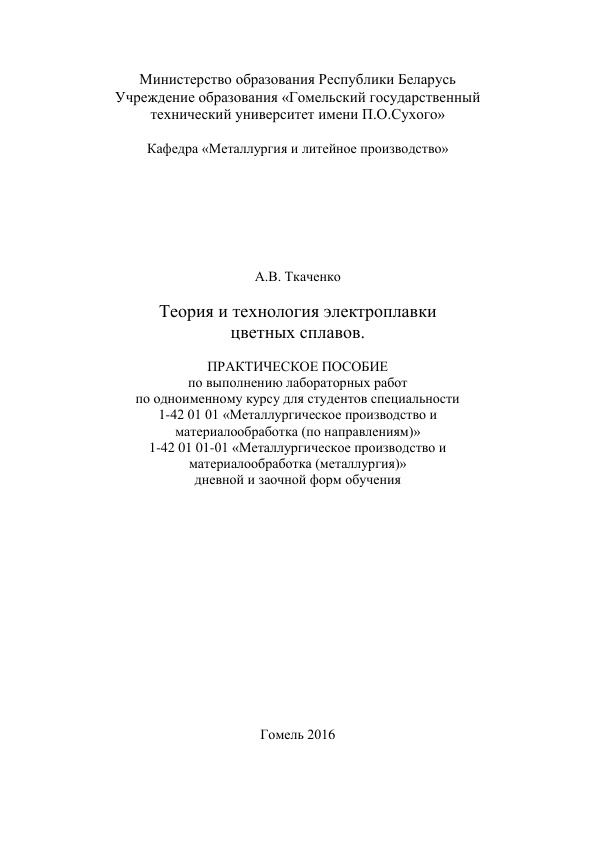 Министерство образования Республики Беларусь
Учреждение образования «Гомельский государственный
технический университет имени П.О.Сухого»
Кафедра «Металлургия и литейное производство»
А.В. Ткаченко
Теория и технология электроплавки
цветных сплавов.
ПРАКТИЧЕСКОЕ ПОСОБИЕ
по выполнению лабораторных работ
по одноименному курсу для студентов специальности
1-42 01 01 «Металлургическое производство и
материалообработка (по направлениям)»
1-42 01 01-01 «Металлургическое производство и
материалообработка (металлургия)»
дневной и заочной форм обучения
Гомель 2016